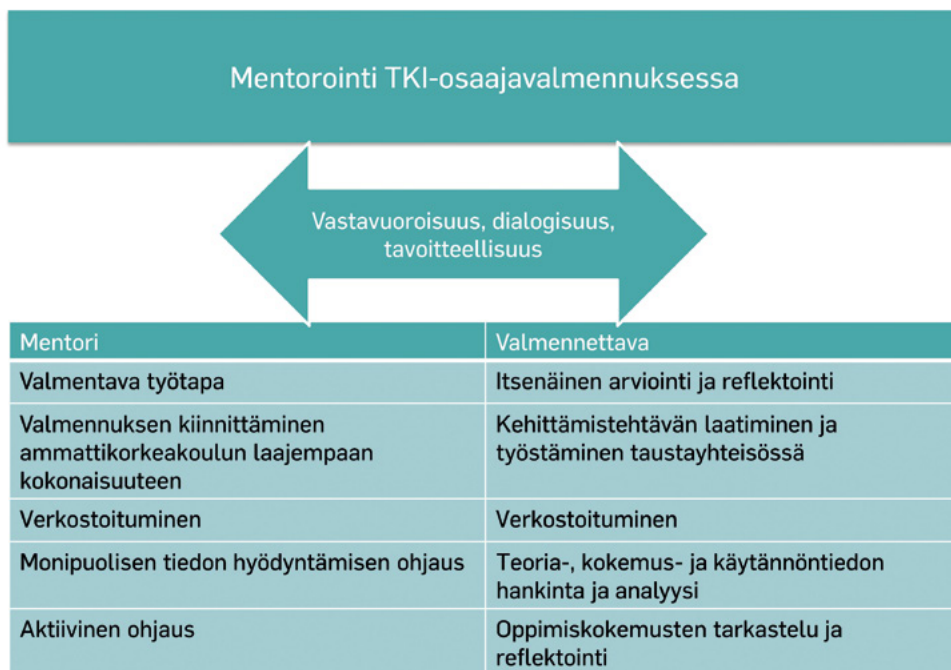 Mentorointi TKI-osaajavalmennuksessa
Vastavuoroisuus, dialogisuus,
tavoitteellisuus
Mentori
Valmennettava
Valmentava työtapa
Itsenäinen arviointi ja reflektointi
Valmennuksen kiinnittäminen
ammattikorkeakoulun laajempaan
kokonaisuuteen
Kehittämistehtävän laatiminen ja
työstäminen taustayhteisössä
Verkostoituminen
Verkostoituminen
Monipuolisen tiedon hyödyntämisen ohjaus
Teoria-, kokemus- ja käytännöntiedon
hankinta ja analyysi
Aktiivinen ohjaus
Oppimiskokemusten tarkastelu ja
reflektointi